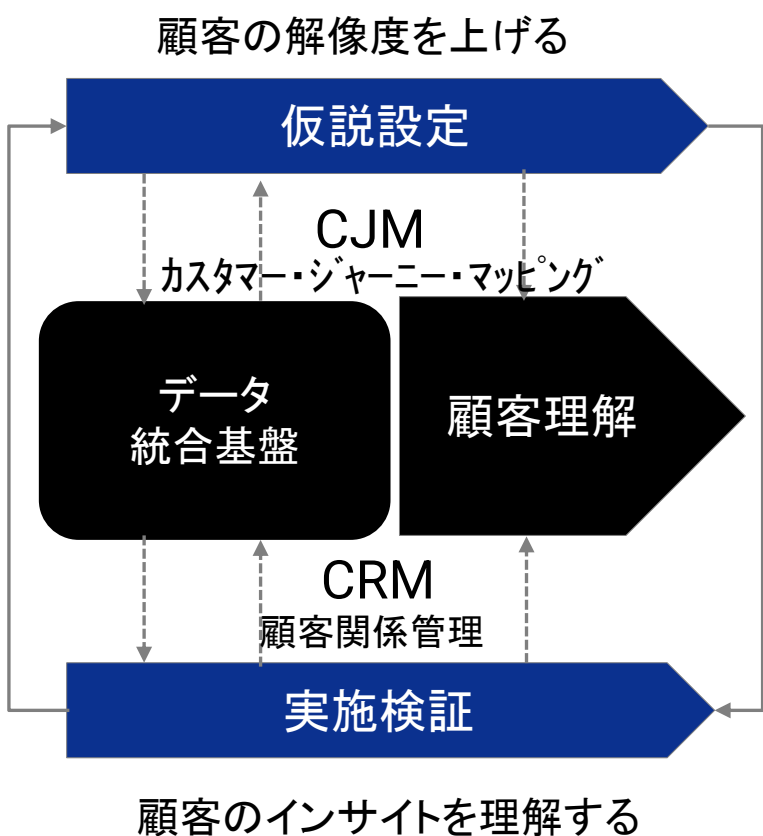 顧客の解像度を上げる
仮説設定
CJM
カスタマー・ジャーニー・マッピング
データ
統合基盤
顧客理解
CRM
顧客関係管理
実施検証
顧客のインサイトを理解する